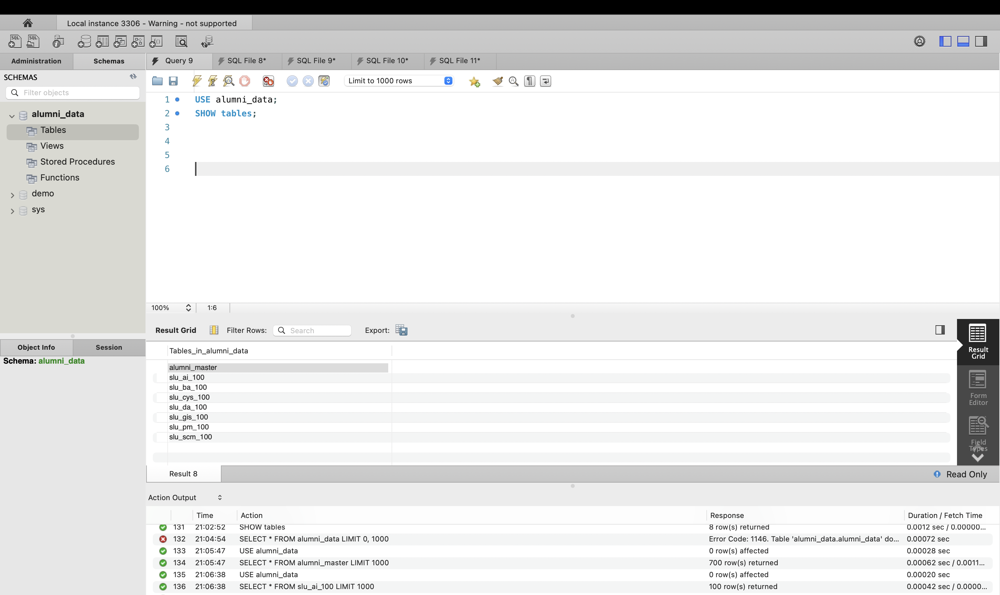 Local instance 3306 - Warning - not supported
SQL
SQL
Administration
Schemas
Query 9
SQL File 8*
SQL File 9*
SQL File 10*
SQL File 11*
SCHEMAS
Filter objects
alumni_data
Tables
Views
Stored Procedures
Functions
demo
sys
Limit to 1000 rows
1 USE alumni_data;
2 SHOW tables;
3
4
5
6
100%
1:6
Result Grid
Filter Rows:
Search
Export:
Object Info
Session
Schema: alumni_data
Tables_in_alumni_data
alumni_master
slu_ai_100
slu_ba_100
slu_cys_100
slu_da_100
slu_gis_100
slu_pm_100
slu_scm_100
Result
Grid
Form
Editor
Field
Types
Result 8
Read Only
Action Output
Time Action Response Duration / Fetch Time
131 21:02:52 SHOW tables 8 row(s) returned 0.0012 sec / 0.00000...
132 21:04:54 SELECT * FROM alumni_data LIMIT 0, 1000 Error Code: 1146. Table 'alumni_data.alumni_data' do... 0.00072 sec
133 21:05:47 USE alumni_data 0 row(s) affected 0.00028 sec
134 21:05:47 SELECT * FROM alumni_master LIMIT 1000 700 row(s) returned 0.00062 sec / 0.0011...
135 21:06:38 USE alumni_data 0 row(s) affected 0.00020 sec
136 21:06:38 SELECT * FROM slu_ai_100 LIMIT 1000 100 row(s) returned 0.00042 sec / 0.0000...